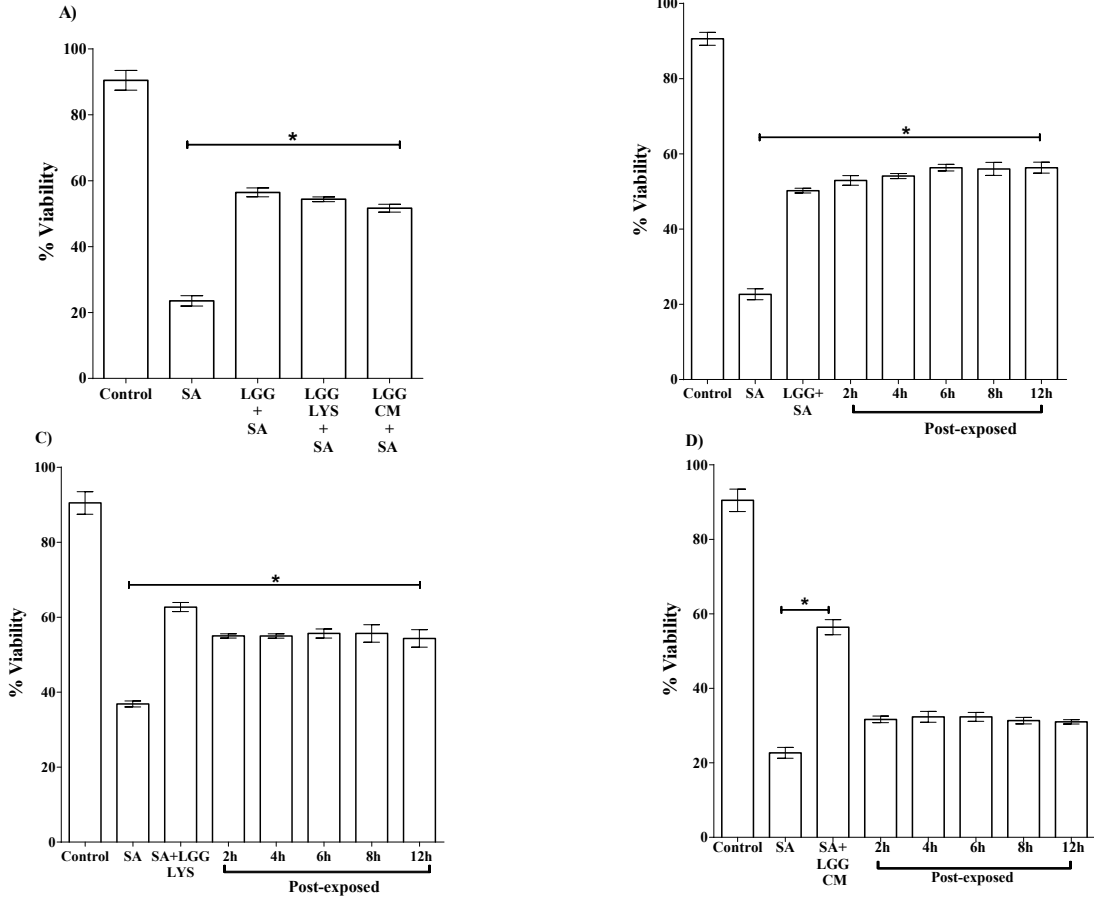 A)
100
80
60
40
20
0
% Viability
*
Control SA LGG LGG LGG
+ LYS CM
SA + +
SA SA
100
80
60
40
20
0
% Viability
*
Control SA LGG+ 2h 4h 6h 8h 12h
SA
Post-exposed
C)
100
80
60
40
20
0
% Viability
*
Control SA SA+LGG 2h 4h 6h 8h 12h
LYS
Post-exposed
D)
100
80
60
40
20
0
% Viability
*
Control SA SA+ 2h 4h 6h 8h 12h
LGG
CM
Post-exposed